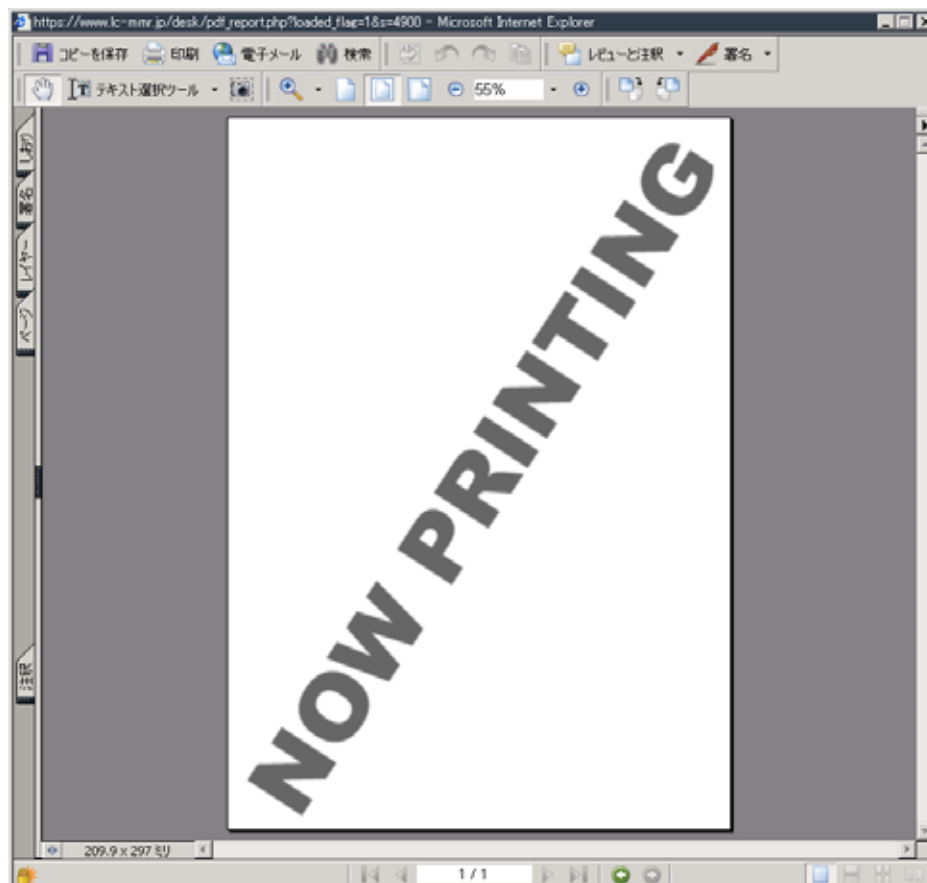 https://www.lc-mmr.jp/desk/pdf_report.php?loaded_flag=1&s=4900 - Microsoft Internet Explorer
コピーを保存 印刷 電子メール 検索 レビューと注釈 署名
テキスト選択ツール 55%
しおり
署名
レイヤー
ページ
注釈
NOW PRINTING
209.9 x 297 ミリ
1 / 1